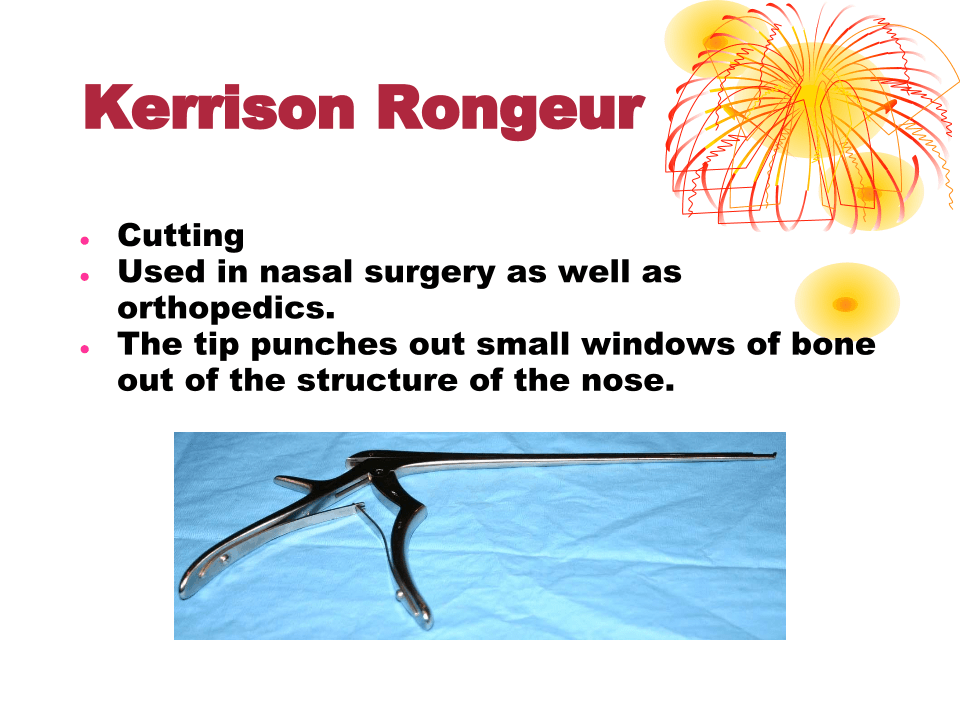 Kerrison Rongeur
Cutting
Used in nasal surgery as well as
orthopedics.
The tip punches out small windows of bone
out of the structure of the nose.